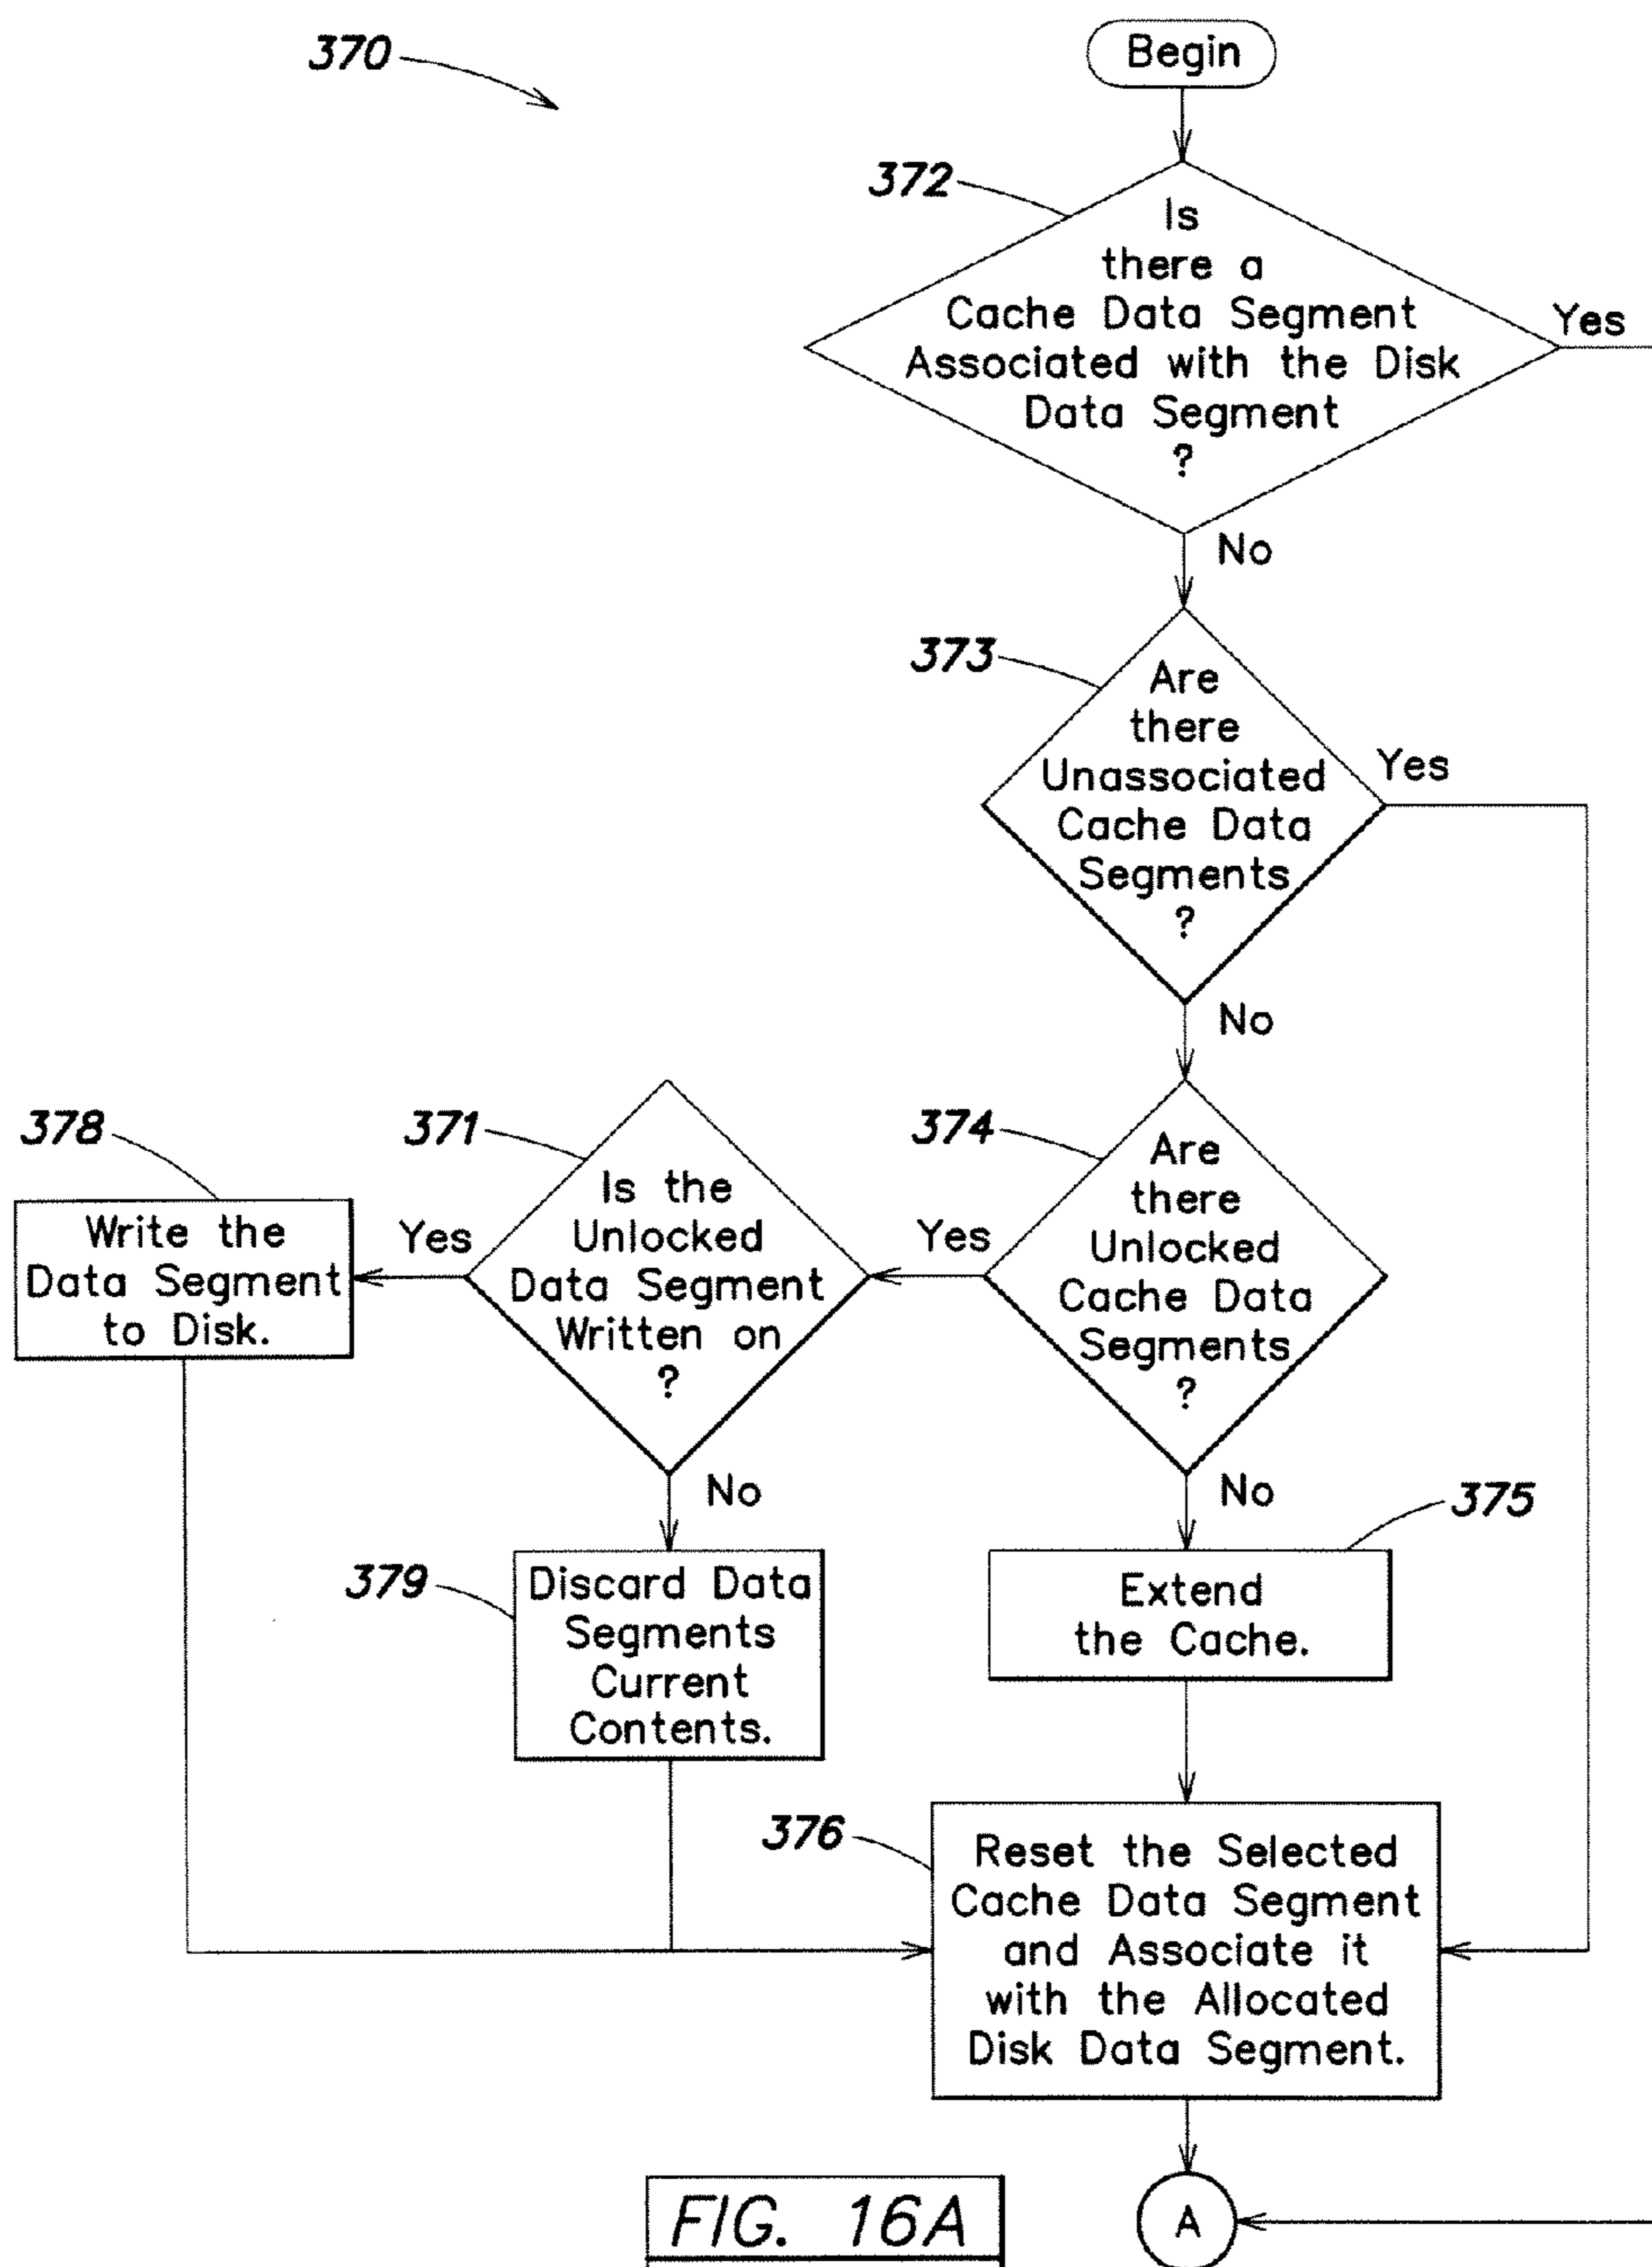 370
Begin
372
Is
there a
Cache Data Segment
Associated with the Disk
Data Segment
?
Yes
No
373
Are
there
Unassociated
Cache Data
Segments
?
Yes
No
374
Are
there
Unlocked
Cache Data
Segments
?
Yes
No
371
Is the
Unlocked
Data Segment
Written on
?
Yes
No
378
Write the
Data Segment
to Disk.
379
Discard Data
Segments
Current
Contents.
375
Extend
the Cache.
376
Reset the Selected
Cache Data Segment
and Associate it
with the Allocated
Disk Data Segment.
A
FIG. 16A